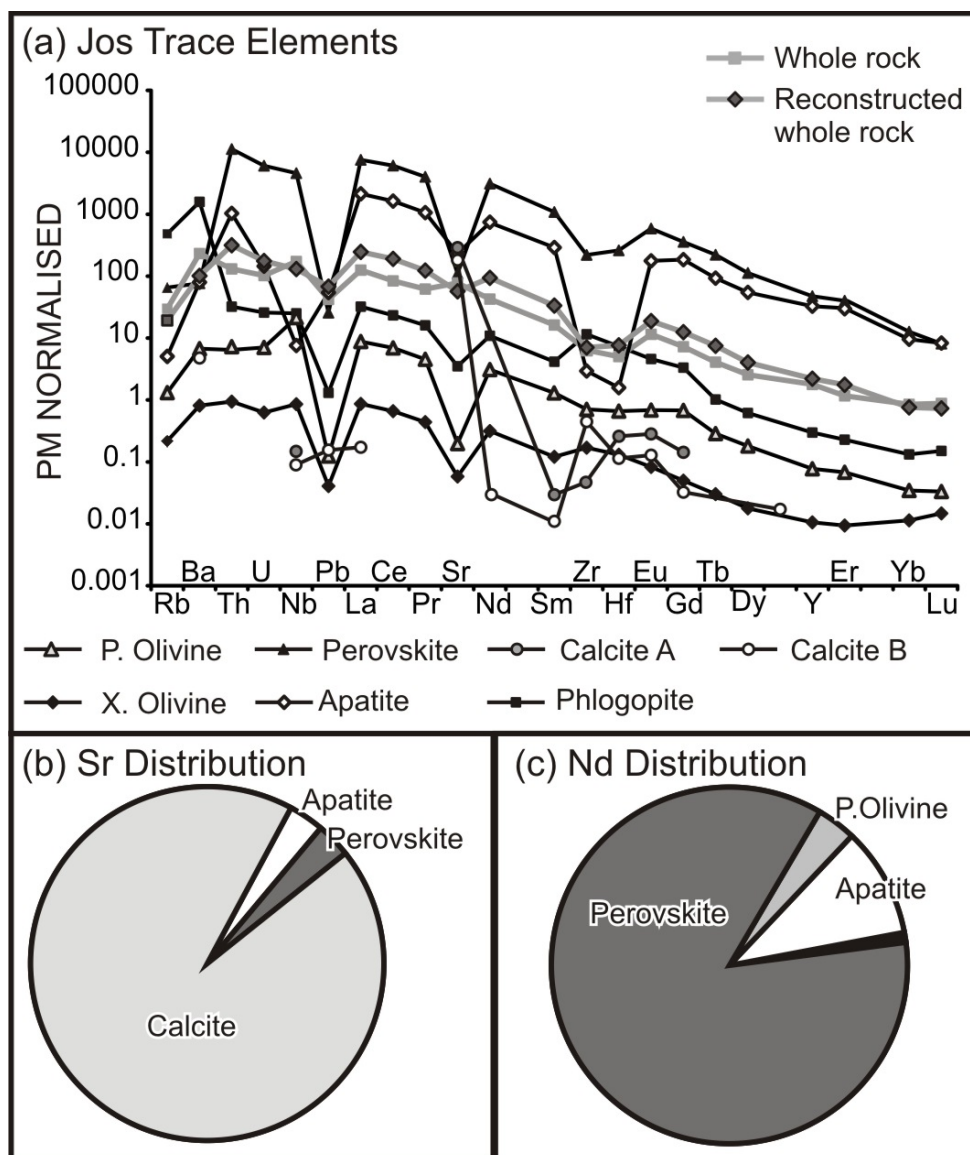 (a) Jos Trace Elements
Whole rock
Reconstructed
whole rock
PM NORMALISED
100000
10000
1000
100
10
1
0.1
0.01
0.001
Ba U Pb Ce Sr Zr Eu Tb Er Yb
Rb Th Nb La Pr Nd Sm Hf Gd Dy Y Lu
P. Olivine Perovskite Calcite A Calcite B
X. Olivine Apatite Phlogopite
(b) Sr Distribution
Apatite
Perovskite
Calcite
(c) Nd Distribution
P.Olivine
Apatite
Perovskite